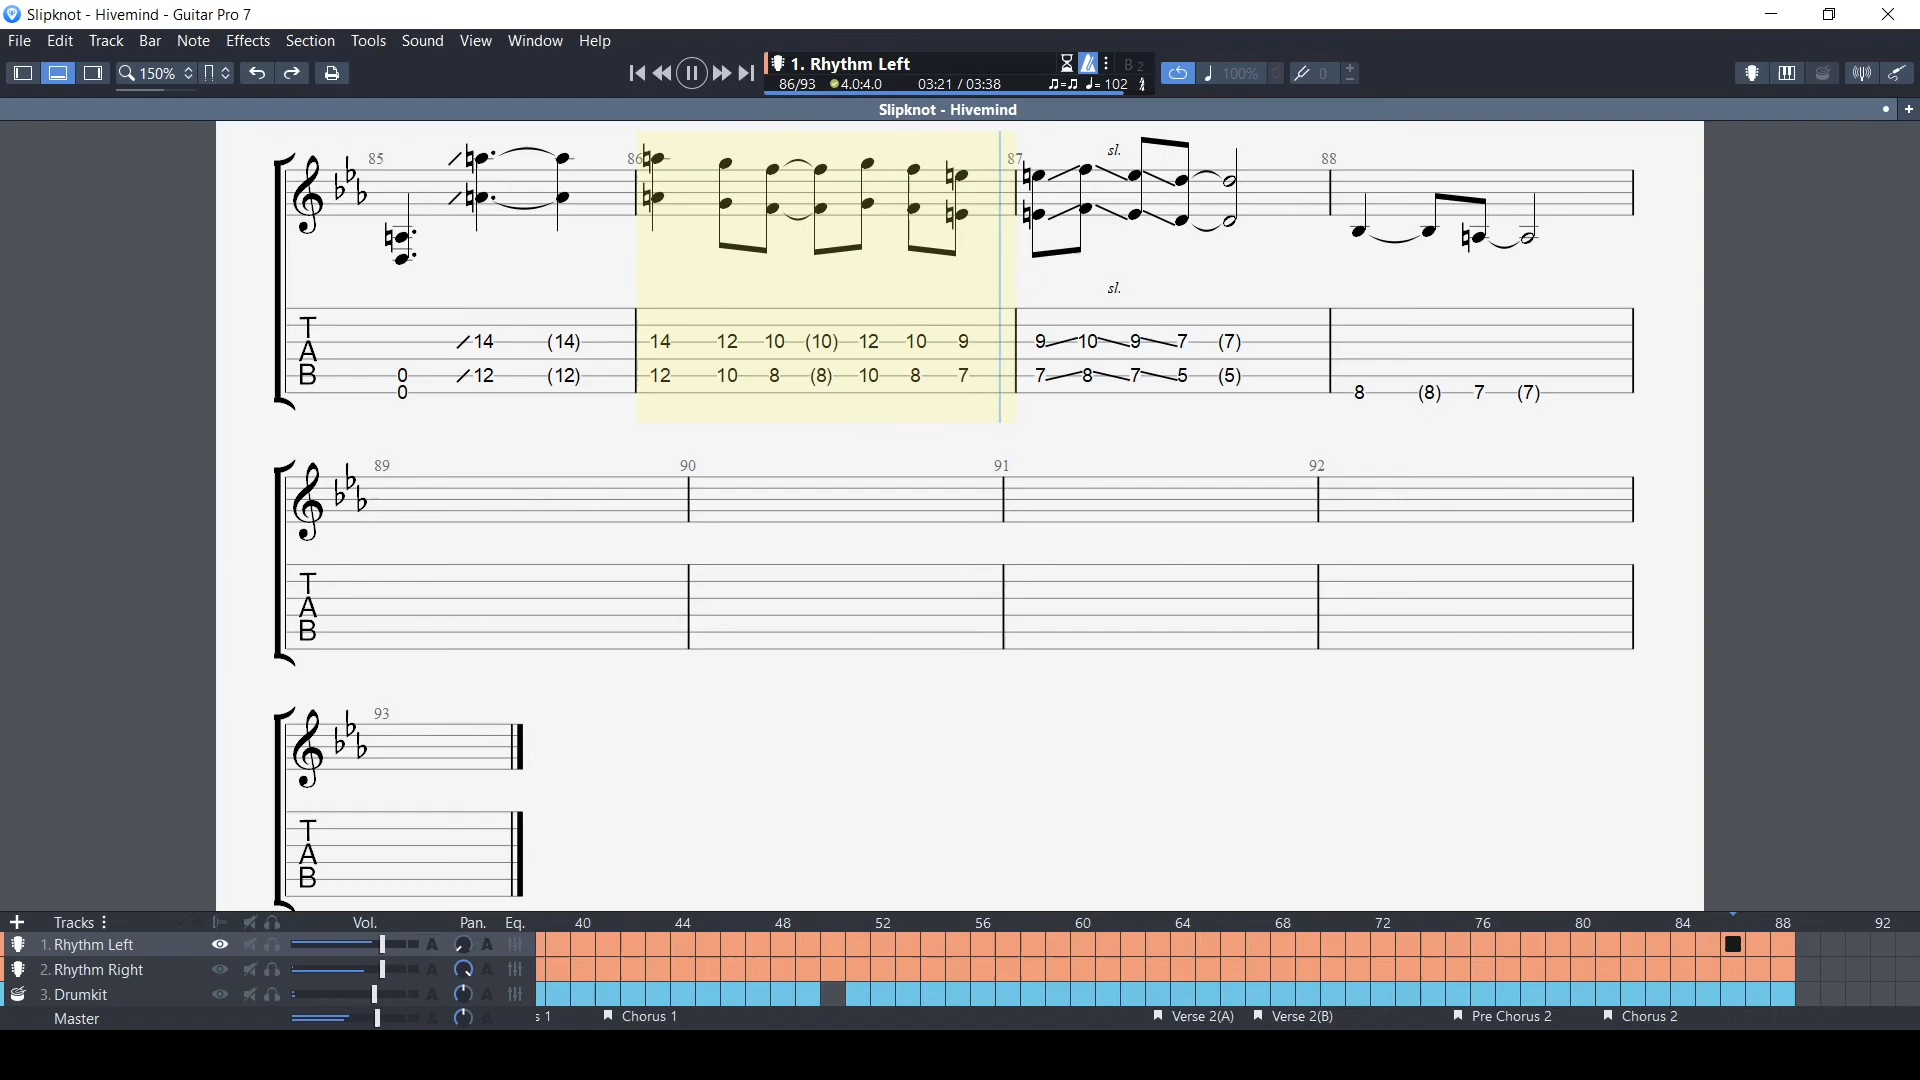 Slipknot - Hivemind - Guitar Pro 7
File Edit Track Bar Note Effects Section Tools Sound View Window Help
150%
1. Rhythm Left
B 2
100%
0
86/93 4.0:4.0 03:21 / 03:38 ♫=♫ ♩= 102
Slipknot - Hivemind
85 86 87 88
sl.
sl.
T
A
B
14 (14) 14 12 10 (10) 12 10 9 9 10 9 7 (7)
0 12 (12) 12 10 8 (8) 10 8 7 7 8 7 5 (5)
0 8 (8) 7 (7)
89 90 91 92
T
A
B
93
T
A
B
Tracks Vol. Pan. Eq. 40 44 48 52 56 60 64 68 72 76 80 84 88 92
1. Rhythm Left A A
2. Rhythm Right A A
3. Drumkit A A
Master A
s 1 Chorus 1 Verse 2(A) Verse 2(B) Pre Chorus 2 Chorus 2